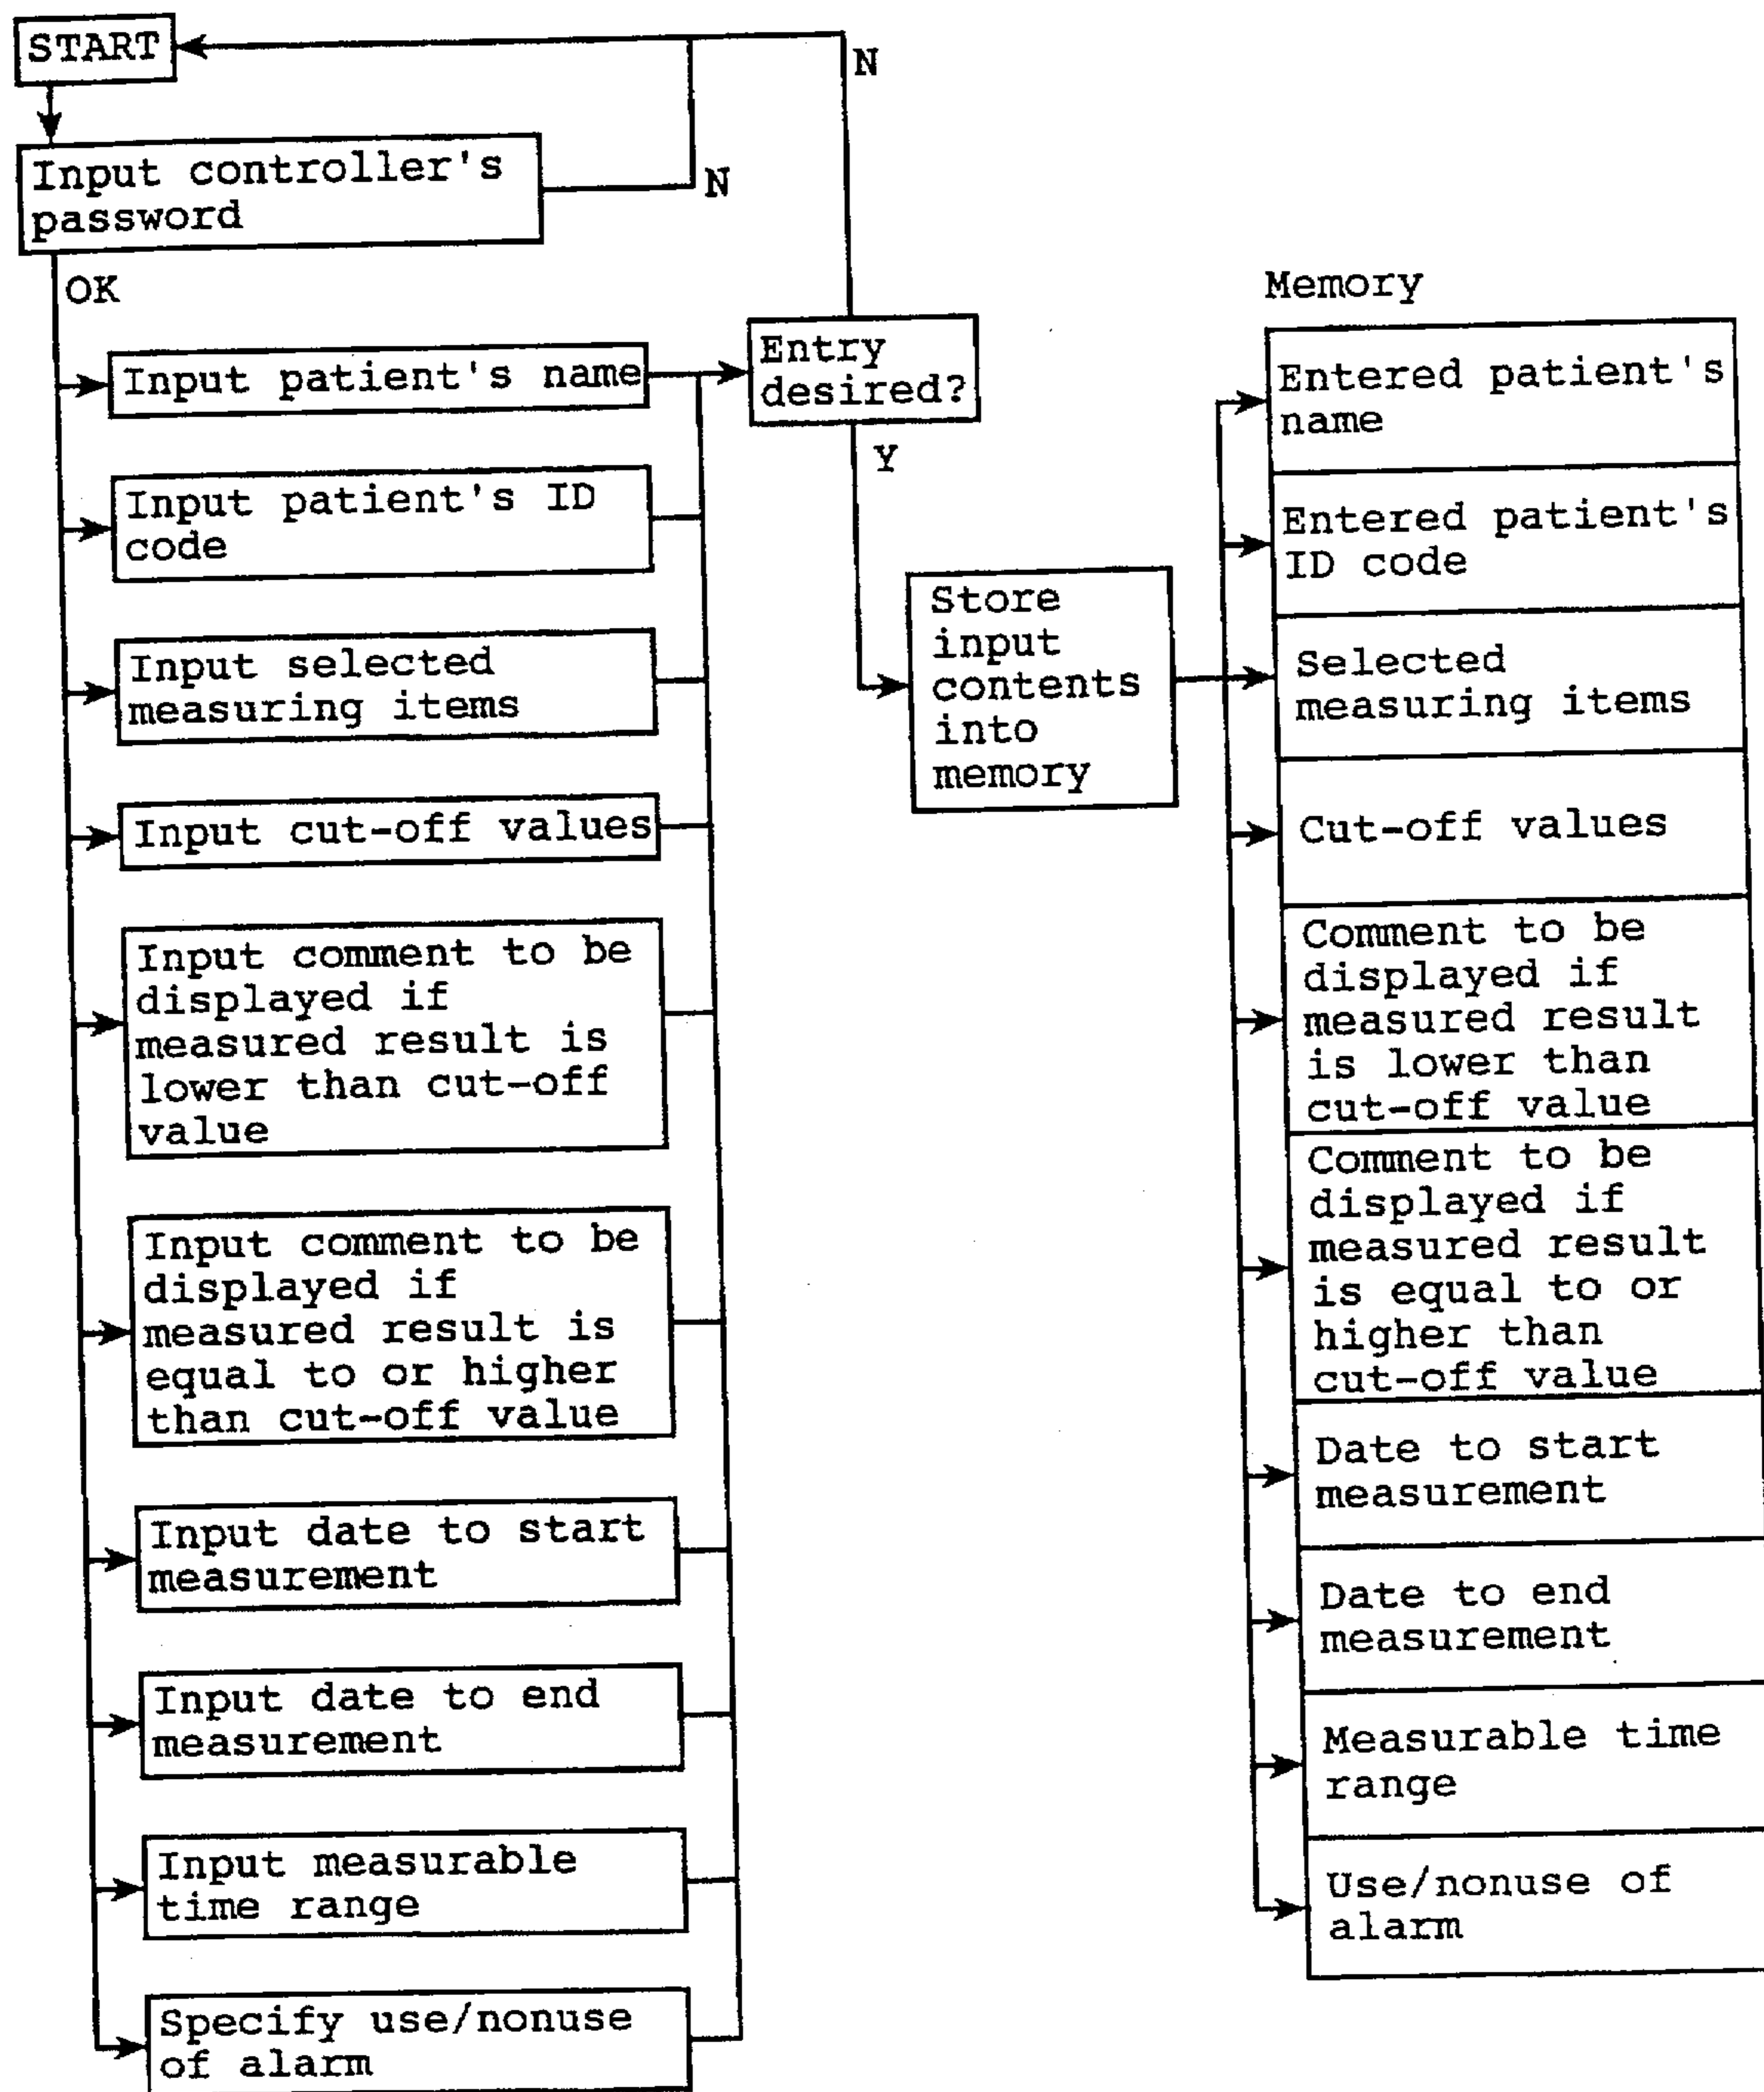 START
N
Input controller's
password
N
OK
Input patient's name
Entry
desired?
Y
Input patient's ID
code
Input selected
measuring items
Input cut-off values
Input comment to be
displayed if
measured result is
lower than cut-off
value
Input comment to be
displayed if
measured result is
equal to or higher
than cut-off value
Input date to start
measurement
Input date to end
measurement
Input measurable
time range
Specify use/nonuse
of alarm
Store
input
contents
into
memory
Memory
Entered patient's
name
Entered patient's
ID code
Selected
measuring items
Cut-off values
Comment to be
displayed if
measured result
is lower than
cut-off value
Comment to be
displayed if
measured result
is equal to or
higher than
cut-off value
Date to start
measurement
Date to end
measurement
Measurable time
range
Use/nonuse of
alarm